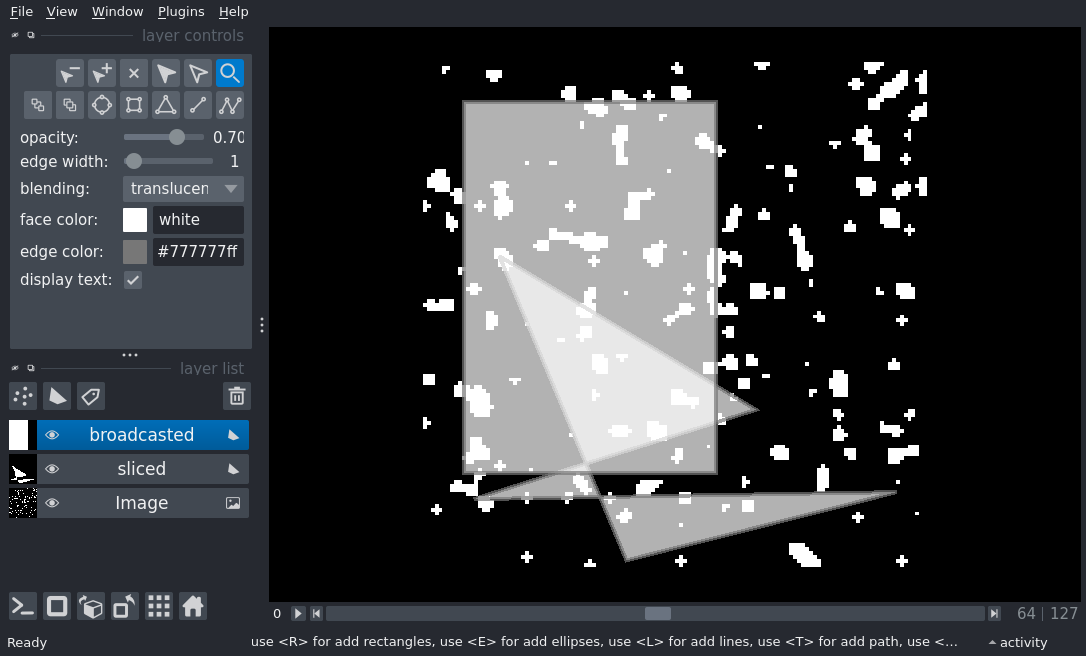 File View Window Plugins Help
layer controls
opacity: 0.70
edge width: 1
blending: translucen
face color: white
edge color: #777777ff
display text:
layer list
broadcasted
sliced
Image
0 64 127
Ready use <R> for add rectangles, use <E> for add ellipses, use <L> for add lines, use <T> for add path, use <... activity